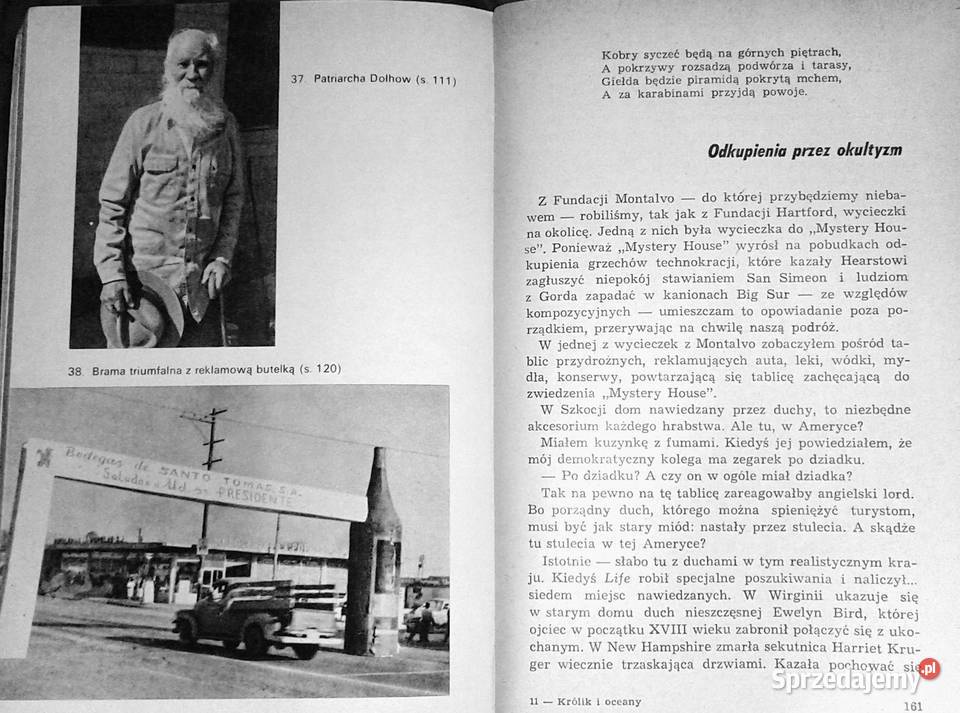 37. Patriarcha Dolhow (s. 111)
38. Brama triumfalna z reklamową butelką (s. 120)
Bodegas de SANTO TOMAS, S.A.
PRESIDENTE
Kobry syczeć będą na górnych piętrach,
A pokrzywy rozsadzą podwórza i tarasy,
Giełda będzie piramidą pokrytą mchem,
A za karabinami przyjdą powoje.
Odkupienia przez okultyzm
Z Fundacji Montalvo — do której przybędziemy nieba-
wem — robiliśmy, tak jak z Fundacji Hartford, wycieczki
na okolicę. Jedną z nich była wycieczka do „Mystery Hou-
se". Ponieważ „Mystery House" wyrósł na pobudkach od-
kupienia grzechów technokracji, które kazały Hearstowi
zagłuszyć niepokój stawianiem San Simeon i ludziom
z Gorda zapadać w kanionach Big Sur — ze względów
kompozycyjnych — umieszczam to opowiadanie poza po-
rządkiem, przerywając na chwilę naszą podróż.
W jednej z wycieczek z Montalvo zobaczyłem pośród ta-
blic przydrożnych, reklamujących auta, leki, wódki, my-
dla, konserwy, powtarzającą się tablicę zachęcającą do
zwiedzenia „Mystery House".
W Szkocji dom nawiedzany przez duchy, to niezbędne
akcesorium każdego hrabstwa. Ale tu, w Ameryce?
Miałem kuzynkę z fumami. Kiedyś jej powiedziałem, że
mój demokratyczny kolega ma zegarek po dziadku.
— Po dziadku? A czy on w ogóle miał dziadka?
Tak na pewno na tę tablicę zareagowałby angielski lord.
Bo porządny duch, którego można spieniężyć turystom,
musi być jak stary miód: nastały przez stulecia. A skądże
tu stulecia w tej Ameryce?
Istotnie — słabo tu z duchami w tym realistycznym kra-
ju. Kiedyś Life robił specjalne poszukiwania i naliczył...
siedem miejsc nawiedzanych. W Wirginii ukazuje się
w starym domu duch nieszczęsnej Ewelyn Bird, której
ojciec w początku XVIII wieku zabronił połączyć się z uko-
chanym. W New Hampshire zmarła sekutnica Harriet Kru-
ger wiecznie trzaskająca drzwiami. Kazała pochować się
11 — Królik i oceany
161
Sprzedajemy.pl